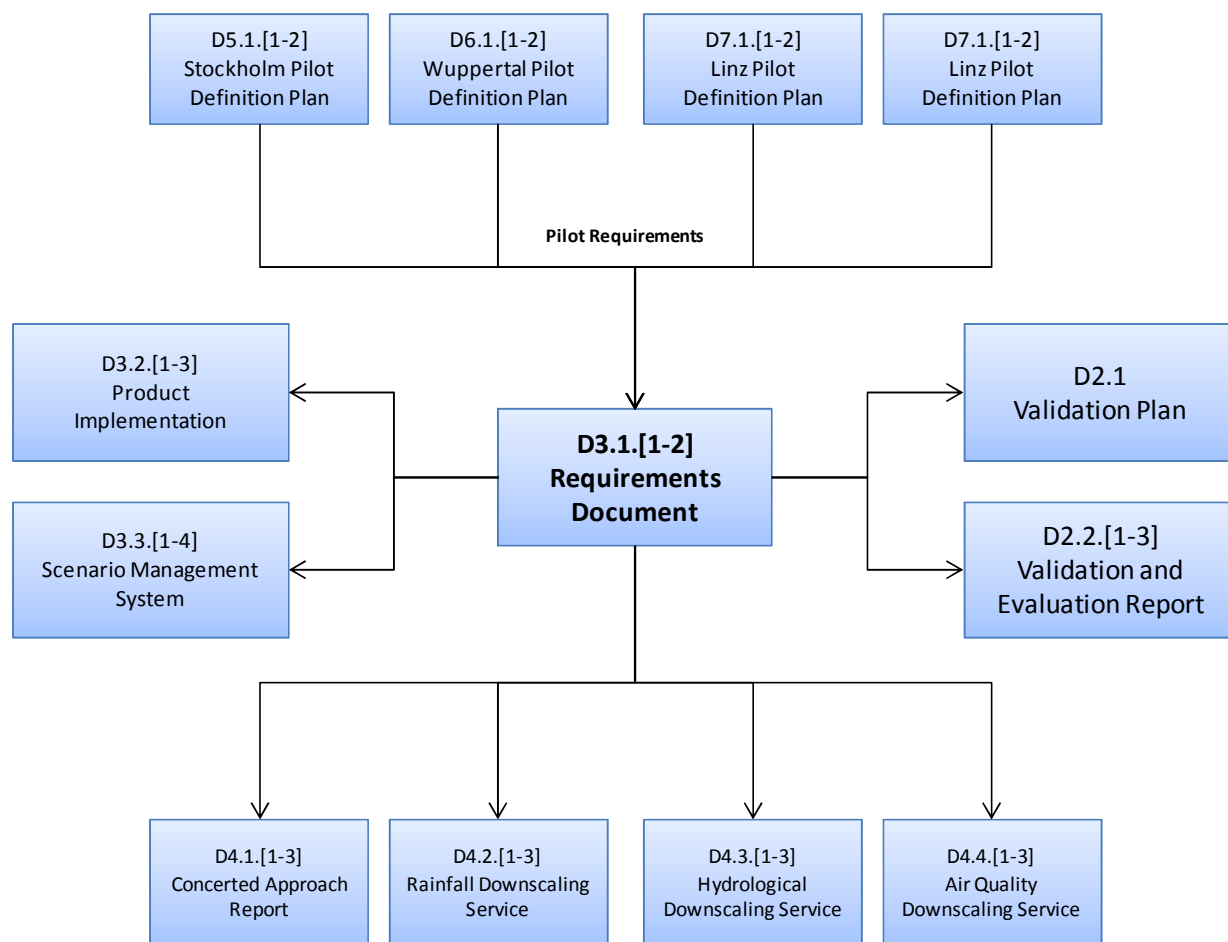 D5.1.[1-2]
Stockholm Pilot
Definition Plan
D6.1.[1-2]
Wuppertal Pilot
Definition Plan
D7.1.[1-2]
Linz Pilot
Definition Plan
D7.1.[1-2]
Linz Pilot
Definition Plan
Pilot Requirements
D3.2.[1-3]
Product
Implementation
D2.1
Validation Plan
D3.1.[1-2]
Requirements
Document
D3.3.[1-4]
Scenario Management
System
D2.2.[1-3]
Validation and
Evaluation Report
D4.1.[1-3]
Concerted Approach
Report
D4.2.[1-3]
Rainfall Downscaling
Service
D4.3.[1-3]
Hydrological
Downscaling Service
D4.4.[1-3]
Air Quality
Downscaling Service